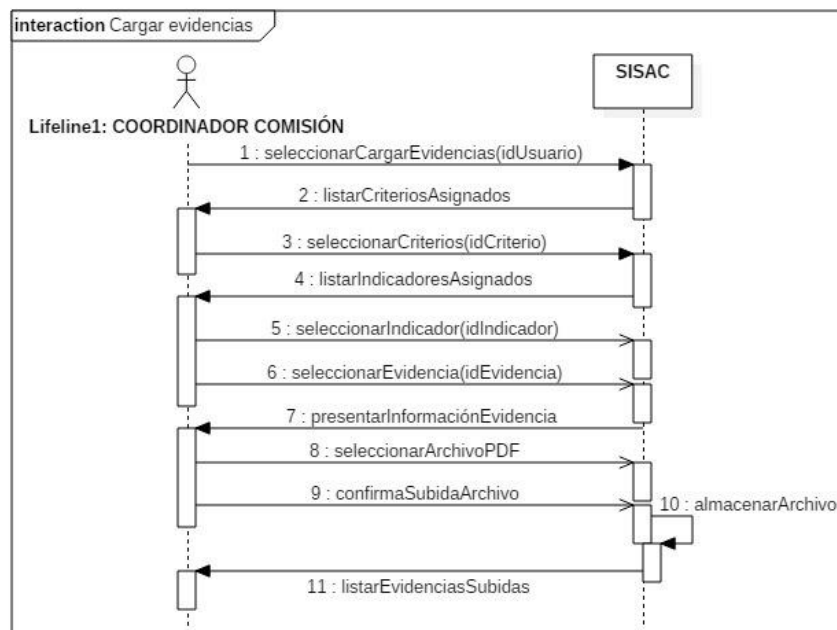 interaction Cargar evidencias
SISAC
Lifeline1: COORDINADOR COMISIÓN
1 : seleccionarCargarEvidencias(idUsuario)
2 : listarCriteriosAsignados
3 : seleccionarCriterios(idCriterio)
4 : listarIndicadoresAsignados
5 : seleccionarIndicador(idIndicador)
6 : seleccionarEvidencia(idEvidencia)
7 : presentarInformaciónEvidencia
8 : seleccionarArchivoPDF
9 : confirmaSubidaArchivo
10 : almacenarArchivo
11 : listarEvidenciasSubidas